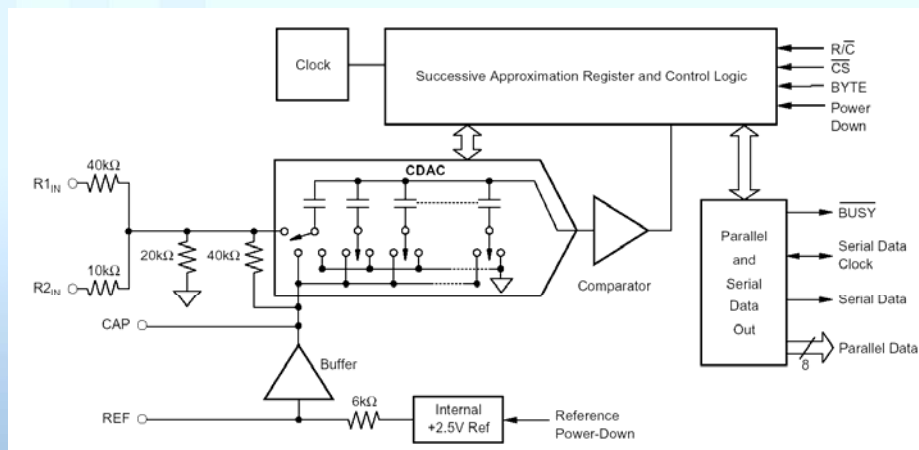 Clock
Successive Approximation Register and Control Logic
R/C̅
C̅S̅
BYTE
Power
Down
CDAC
40kΩ
R1IN
20kΩ
40kΩ
10kΩ
R2IN
CAP
Comparator
Parallel
and
Serial
Data
Out
B̅U̅S̅Y̅
Serial Data
Clock
Serial Data
8
Parallel Data
Buffer
REF
6kΩ
Internal
+2.5V Ref
Reference
Power-Down